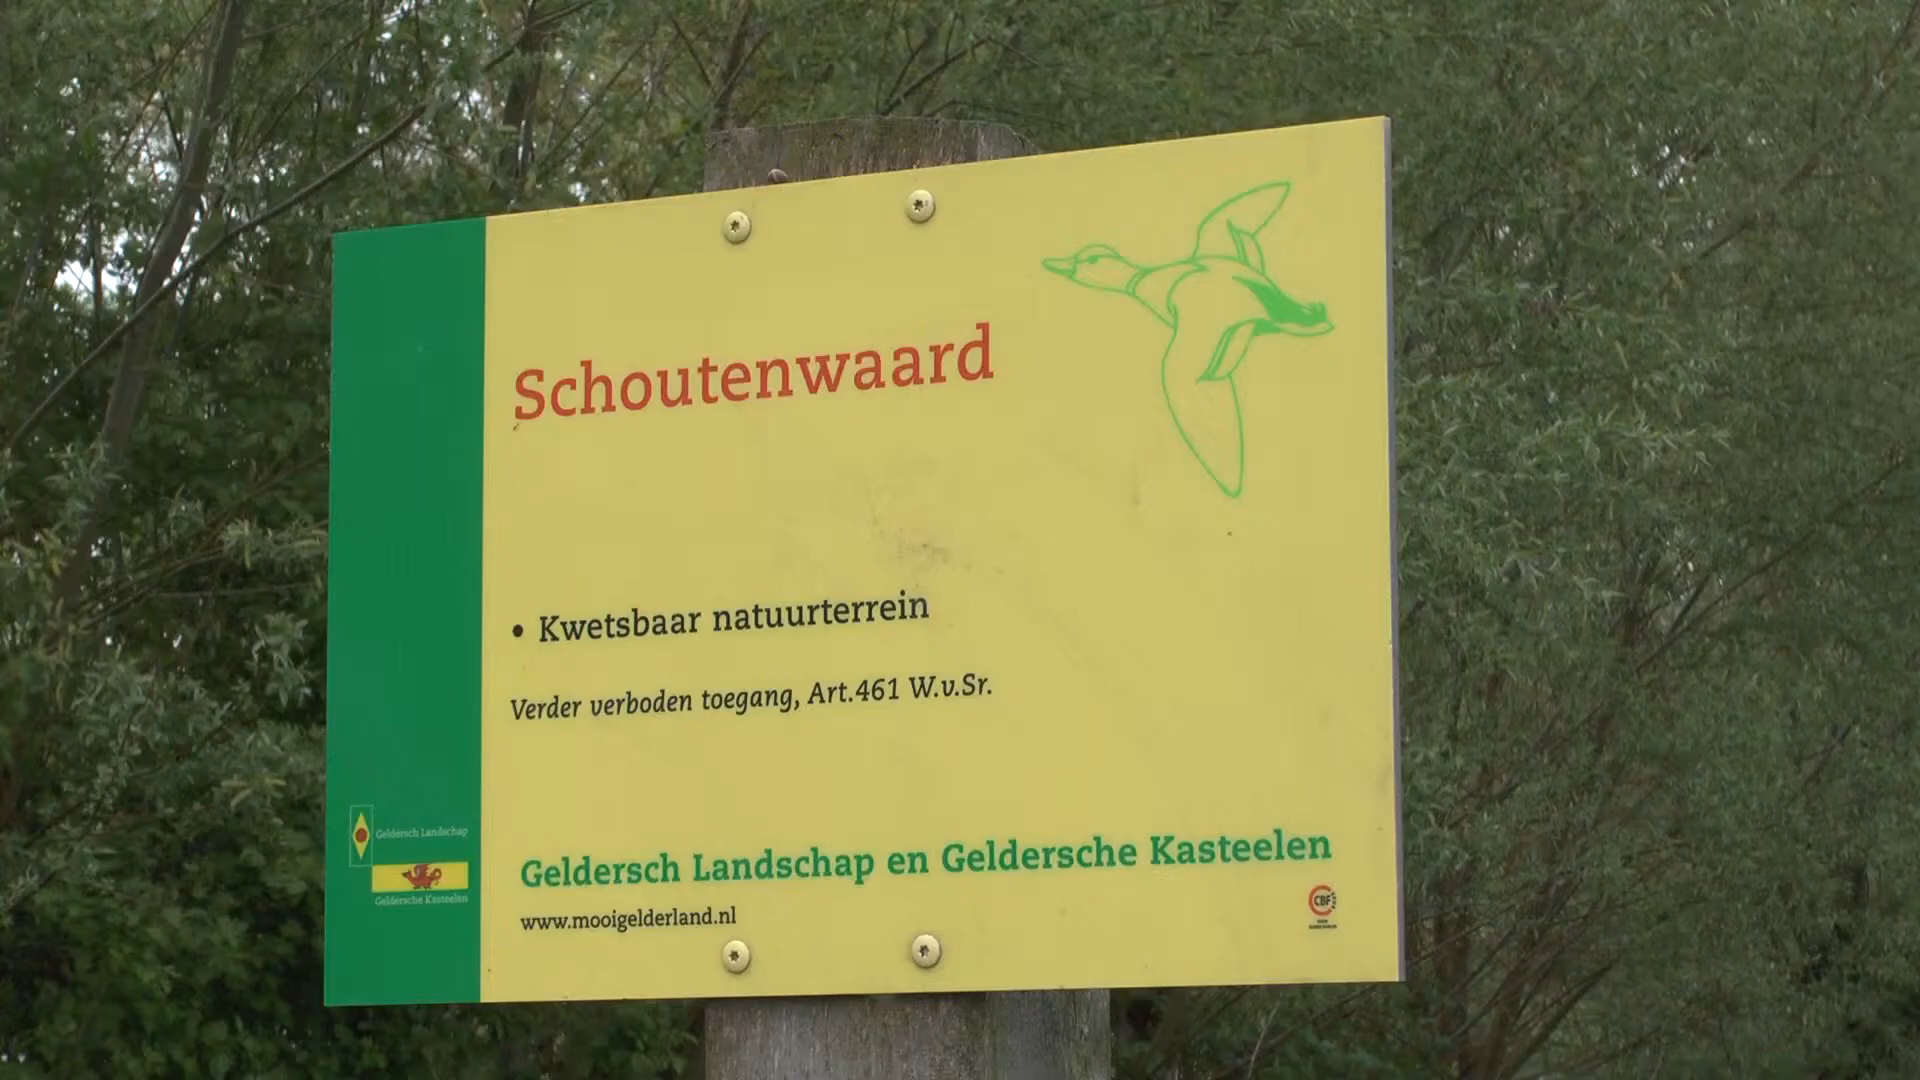 Schoutenwaard
• Kwetsbaar natuurterrein
Verder verboden toegang, Art.461 W.v.Sr.
Geldersch Landschap
Geldersche Kasteelen
Geldersch Landschap en Geldersche Kasteelen
www.mooigelderland.nl
CBF